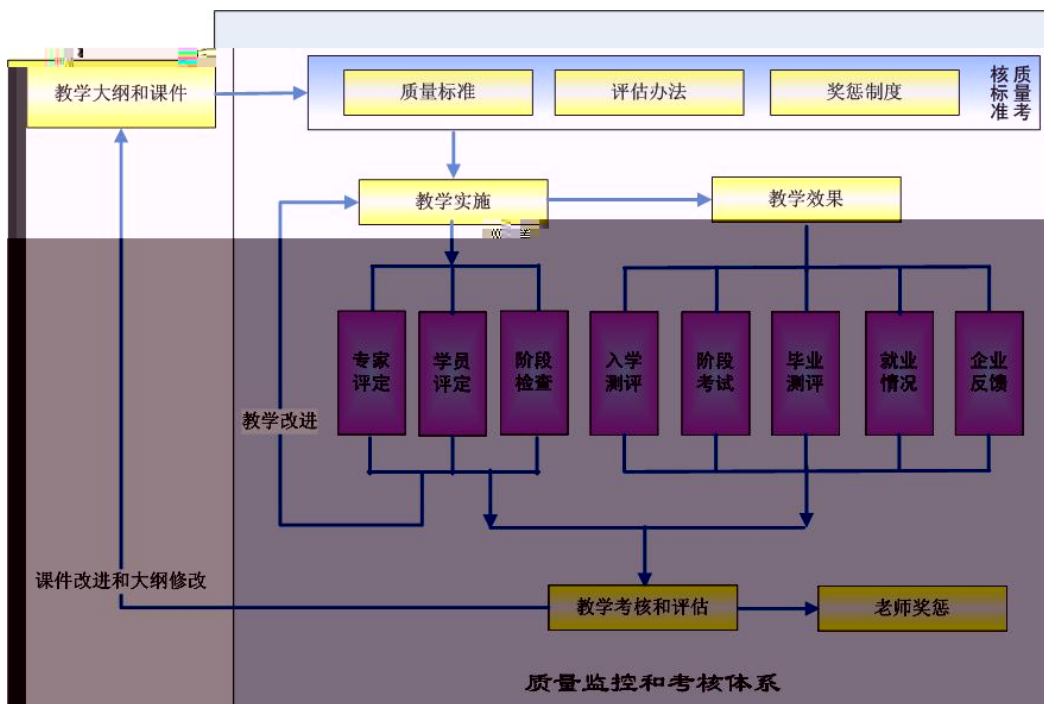 教学大纲和课件
质量标准
评估办法
奖惩制度
质量考
核标准
教学实施
教学效果
专家
评定
学员
评定
阶段
检查
入学
测评
阶段
考试
毕业
测评
就业
情况
企业
反馈
教学改进
课件改进和大纲修改
教学考核和评估
老师奖惩
质量监控和考核体系